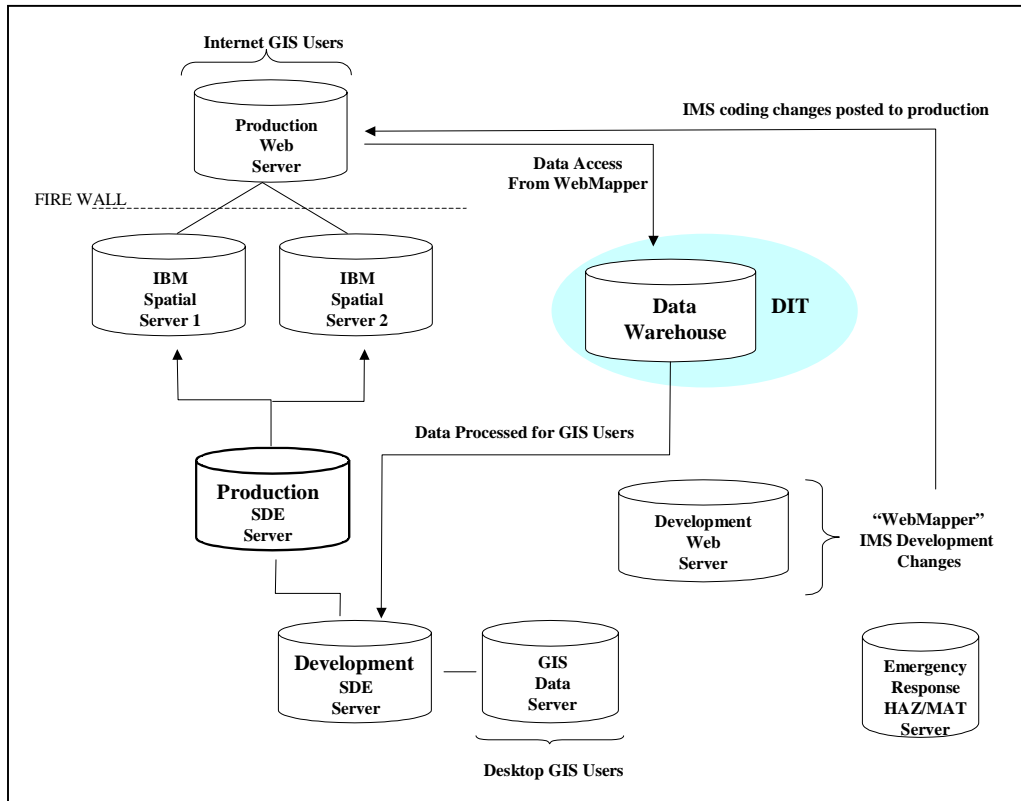 Internet GIS Users
Production
Web
Server
IMS coding changes posted to production
Data Access
From WebMapper
FIRE WALL
IBM
Spatial
Server 1
IBM
Spatial
Server 2
Data
Warehouse
DIT
Data Processed for GIS Users
Production
SDE
Server
Development
Web
Server
“WebMapper”
IMS Development
Changes
Development
SDE
Server
GIS
Data
Server
Emergency
Response
HAZ/MAT
Server
Desktop GIS Users